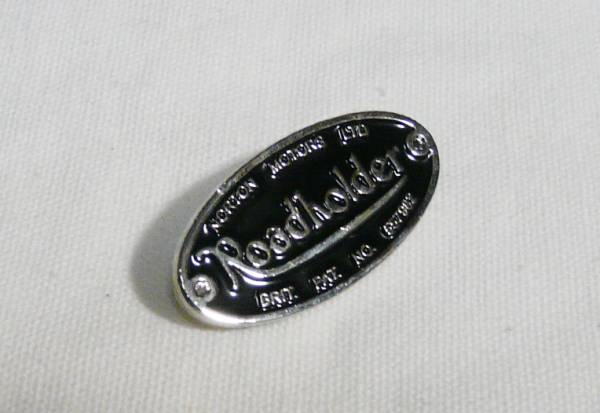 NORTON MOTORS LTD
Roadholder
BRIT. PAT. NO.